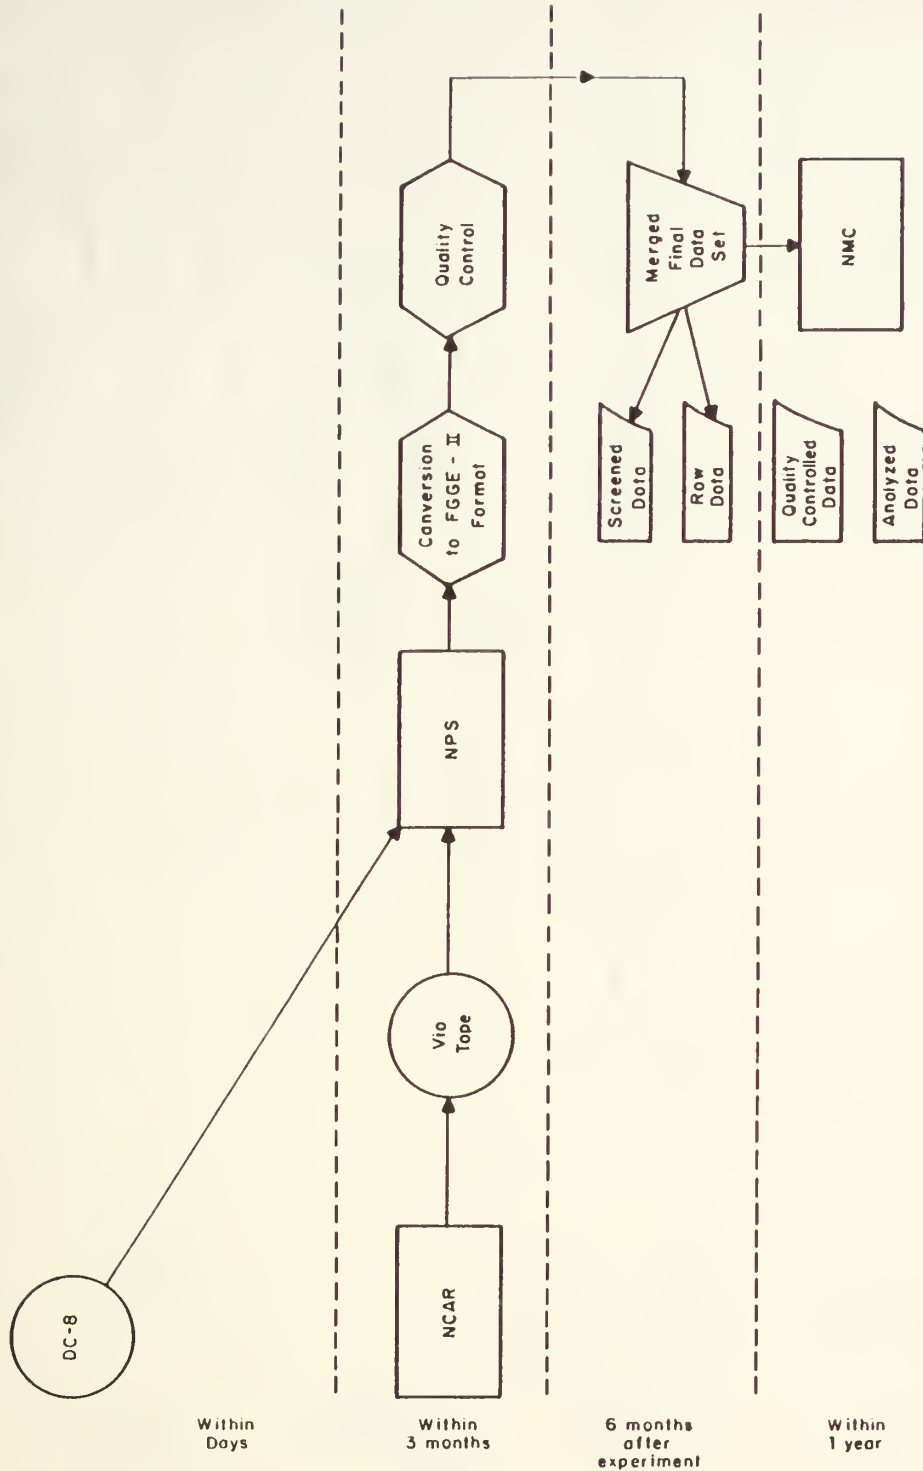 DC-8
Within
Days
NCAR
Via
Tape
NPS
Conversion
to FGGE - II
Format
Quality
Control
Within
3 months
Merged
Final
Data
Set
Screened
Data
Raw
Data
6 months
after
experiment
NMC
Quality
Controlled
Data
Analyzed
Data
Within
1 year